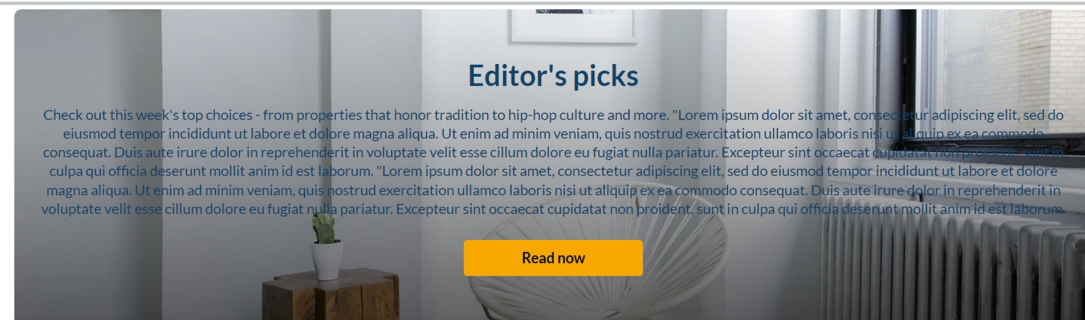 Editor's picks
Check out this week's top choices - from properties that honor tradition to hip-hop culture and more. "Lorem ipsum dolor sit amet, consectetur adipiscing elit, sed do
eiusmod tempor incididunt ut labore et dolore magna aliqua. Ut enim ad minim veniam, quis nostrud exercitation ullamco laboris nisi ut aliquip ex ea commodo
consequat. Duis aute irure dolor in reprehenderit in voluptate velit esse cillum dolore eu fugiat nulla pariatur. Excepteur sint occaecat cupidatat non proident, sunt in
culpa qui officia deserunt mollit anim id est laborum. "Lorem ipsum dolor sit amet, consectetur adipiscing elit, sed do eiusmod tempor incididunt ut labore et dolore
magna aliqua. Ut enim ad minim veniam, quis nostrud exercitation ullamco laboris nisi ut aliquip ex ea commodo consequat. Duis aute irure dolor in reprehenderit in
voluptate velit esse cillum dolore eu fugiat nulla pariatur. Excepteur sint occaecat cupidatat non proident, sunt in culpa qui officia deserunt mollit anim id est laborum.
Read now